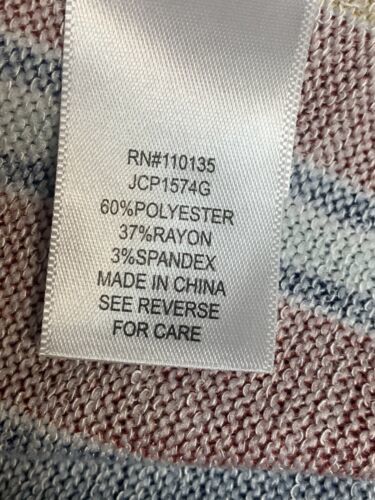 RN#110135
JCP1574G
60%POLYESTER
37%RAYON
3%SPANDEX
MADE IN CHINA
SEE REVERSE
FOR CARE